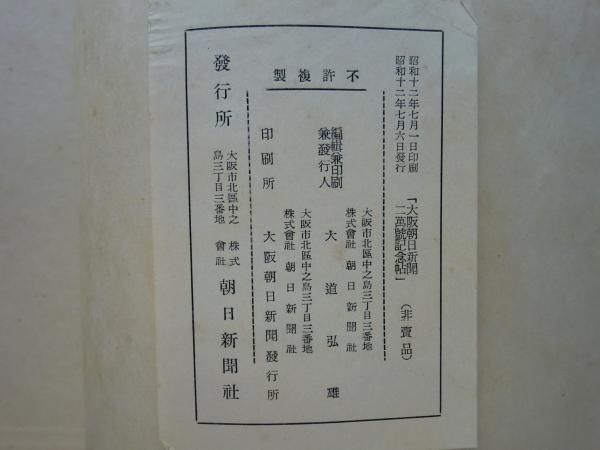 昭和十二年七月一日印刷
昭和十二年七月六日發行
「大阪朝日新聞
二萬號記念帖」
(非賣品)
不許複製
編輯兼印刷
兼發行人
大阪市北區中之島三丁目三番地
株式會社 朝日新聞社
大道弘雄
印刷所
大阪市北區中之島三丁目三番地
株式會社 朝日新聞社
大阪朝日新聞發行所
發行所
大阪市北區中之
島三丁目三番地
株式
會社
朝日新聞社